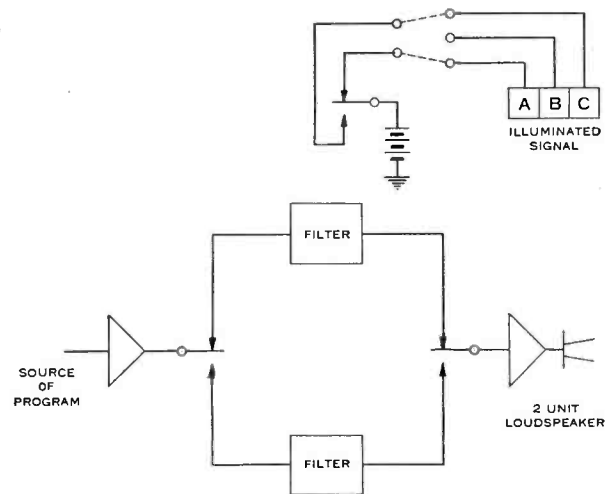 A B C
ILLUMINATED
SIGNAL
FILTER
SOURCE
OF
PROGRAM
2 UNIT
LOUDSPEAKER
FILTER